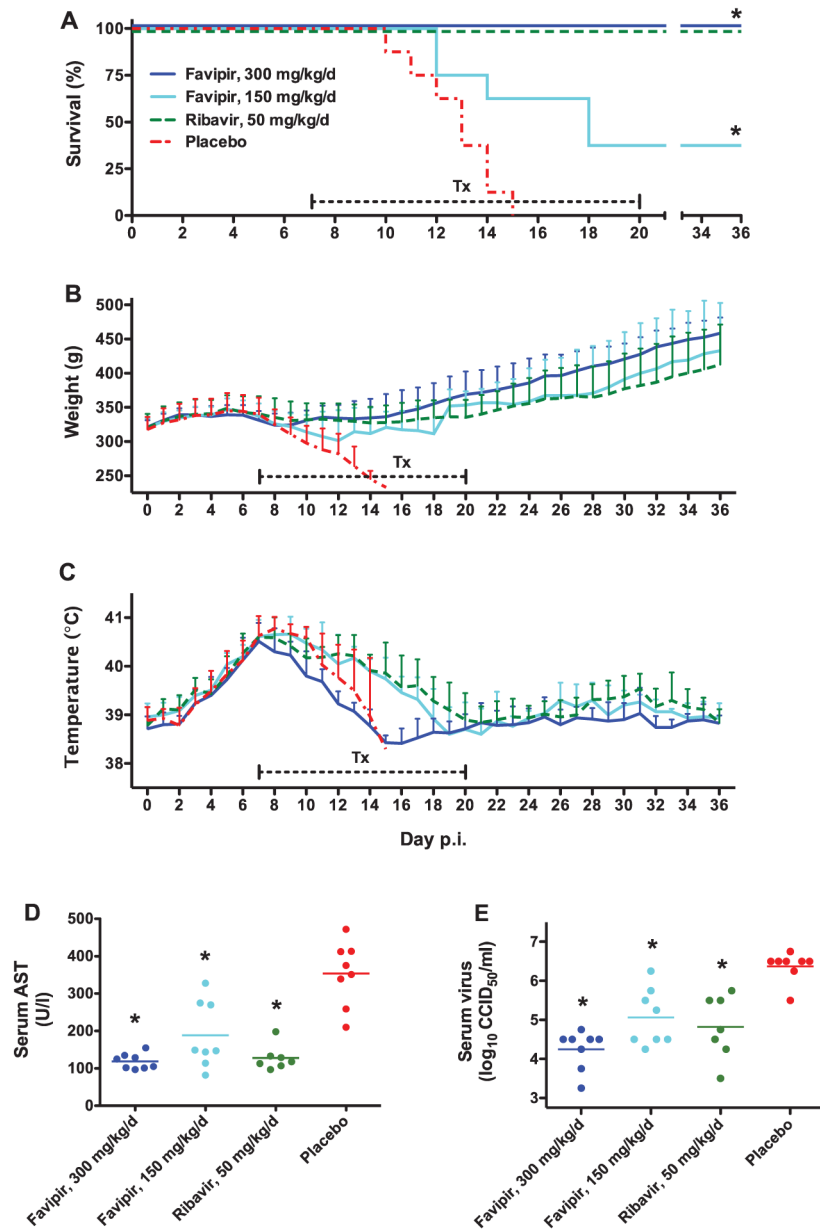 A
Survival (%)
100
75
50
25
0
Favipir, 300 mg/kg/d
Favipir, 150 mg/kg/d
Ribavir, 50 mg/kg/d
Placebo
*
*
Tx
0 2 4 6 8 10 12 14 16 18 20 34 36
B
Weight (g)
500
450
400
350
300
250
Tx
0 2 4 6 8 10 12 14 16 18 20 22 24 26 28 30 32 34 36
C
Temperature (°C)
41
40
39
38
Tx
0 2 4 6 8 10 12 14 16 18 20 22 24 26 28 30 32 34 36
Day p.i.
D
Serum AST
(U/l)
500
400
300
200
100
0
* * *
Favipir, 300 mg/kg/d
Favipir, 150 mg/kg/d
Ribavir, 50 mg/kg/d
Placebo
E
Serum virus
(log10 CCID50/ml)
7
6
5
4
3
* * *
Favipir, 300 mg/kg/d
Favipir, 150 mg/kg/d
Ribavir, 50 mg/kg/d
Placebo